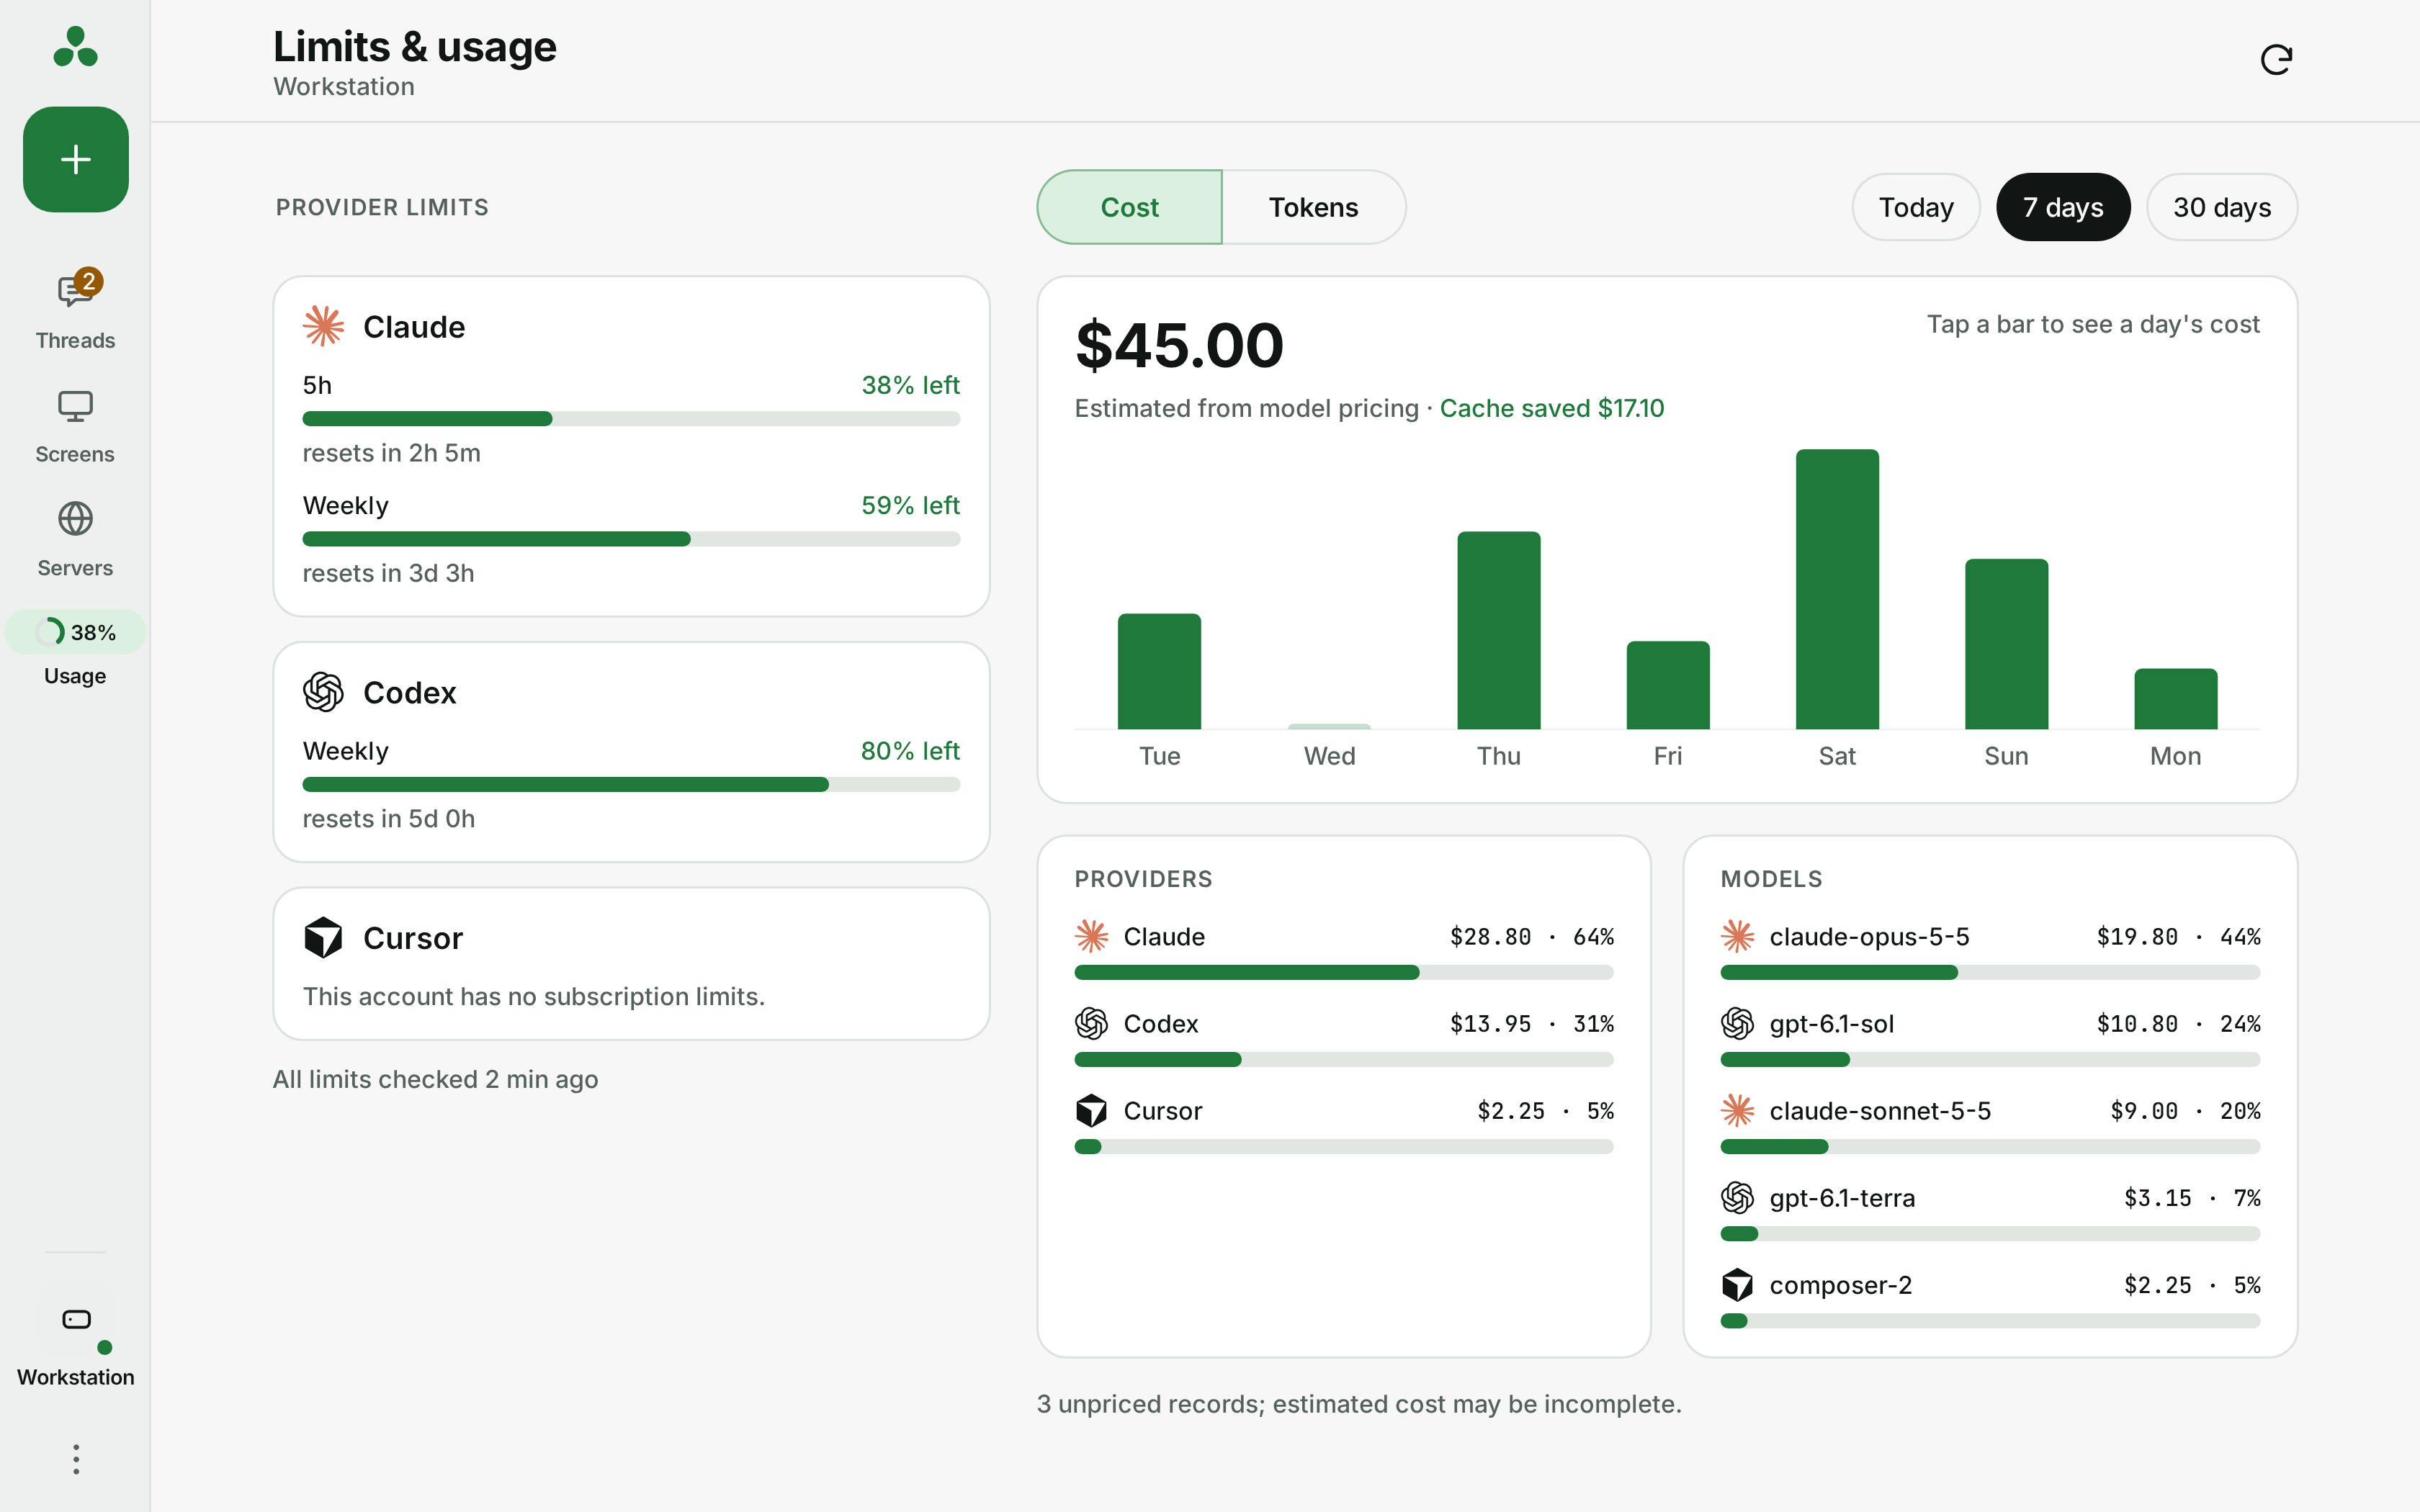 Limits & usage
Workstation
2
Threads
Screens
Servers
38%
Usage
Workstation
PROVIDER LIMITS
Claude
5h 38% left
resets in 2h 5m
Weekly 59% left
resets in 3d 3h
Codex
Weekly 80% left
resets in 5d 0h
Cursor
This account has no subscription limits.
All limits checked 2 min ago
Cost Tokens
Today 7 days 30 days
$45.00
Tap a bar to see a day's cost
Estimated from model pricing · Cache saved $17.10
Tue Wed Thu Fri Sat Sun Mon
PROVIDERS
Claude $28.80 · 64%
Codex $13.95 · 31%
Cursor $2.25 · 5%
MODELS
claude-opus-5-5 $19.80 · 44%
gpt-6.1-sol $10.80 · 24%
claude-sonnet-5-5 $9.00 · 20%
gpt-6.1-terra $3.15 · 7%
composer-2 $2.25 · 5%
3 unpriced records; estimated cost may be incomplete.